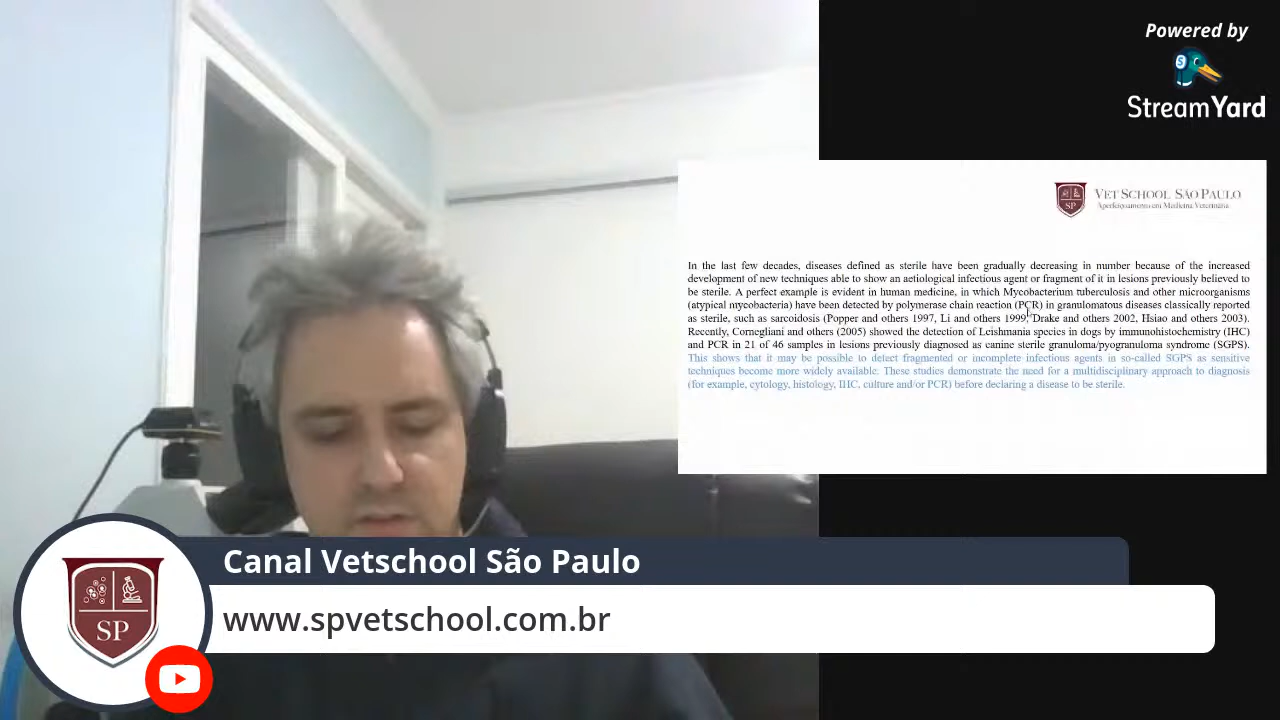 Powered by
StreamYard
SP
VET SCHOOL SÃO PAULO
Aperfeiçoamento em Medicina Veterinária
In the last few decades, diseases defined as sterile have been gradually decreasing in number because of the increased
development of new techniques able to show an aetiological infectious agent or fragment of it in lesions previously believed to
be sterile. A perfect example is evident in human medicine, in which Mycobacterium tuberculosis and other microorganisms
(atypical mycobacteria) have been detected by polymerase chain reaction (PCR) in granulomatous diseases classically reported
as sterile, such as sarcoidosis (Popper and others 1997, Li and others 1999, Drake and others 2002, Hsiao and others 2003).
Recently, Cornegliani and others (2005) showed the detection of Leishmania species in dogs by immunohistochemistry (IHC)
and PCR in 21 of 46 samples in lesions previously diagnosed as canine sterile granuloma/pyogranuloma syndrome (SGPS).
This shows that it may be possible to detect fragmented or incomplete infectious agents in so-called SGPS as sensitive
techniques become more widely available. These studies demonstrate the need for a multidisciplinary approach to diagnosis
(for example, cytology, histology, IHC, culture and/or PCR) before declaring a disease to be sterile.
Canal Vetschool São Paulo
www.spvetschool.com.br
SP